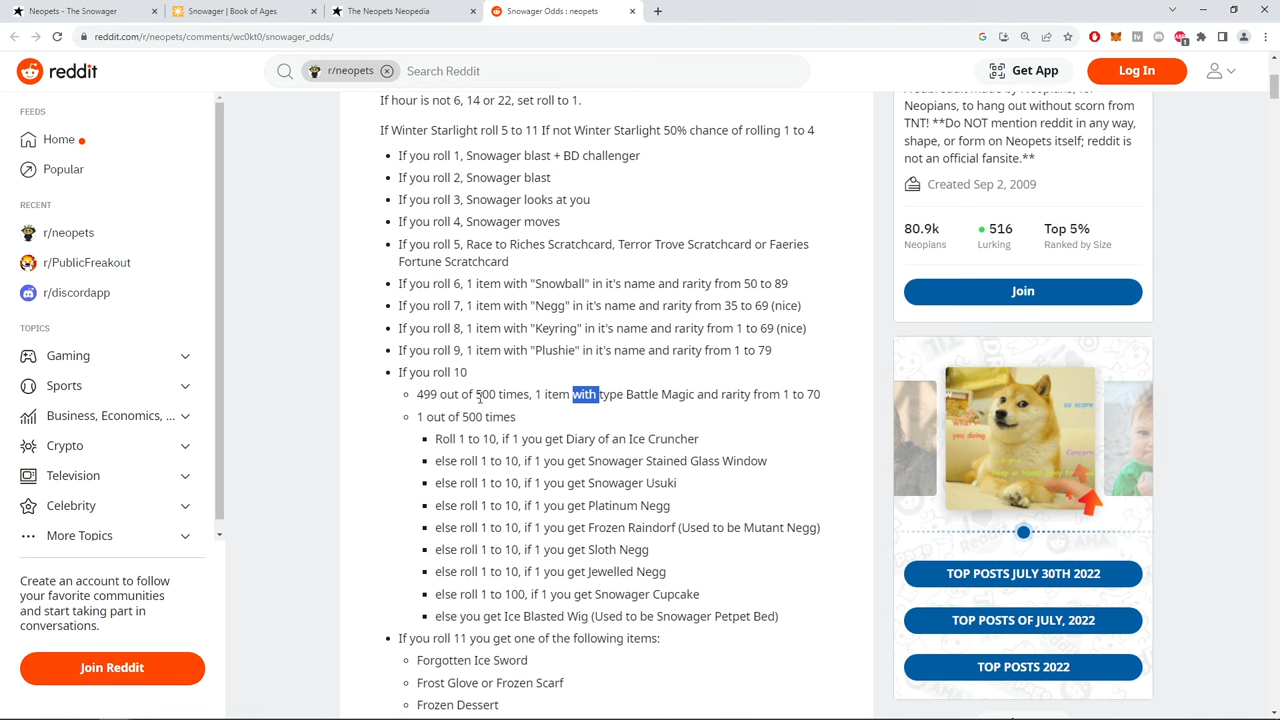 Neopets - The Snowager
Snowager | Book of Ages
The Neopets Neopedia
Snowager Odds : neopets
reddit.com/r/neopets/comments/wc0kt0/snowager_odds/
reddit
r/neopets
Search Reddit
Get App
Log In
FEEDS
Home
Popular
RECENT
r/neopets
r/PublicFreakout
r/discordapp
TOPICS
Gaming
Sports
Business, Economics, ...
Crypto
Television
Celebrity
More Topics
Create an account to follow
your favorite communities
and start taking part in
conversations.
Join Reddit
If hour is not 6, 14 or 22, set roll to 1.
If Winter Starlight roll 5 to 11 If not Winter Starlight 50% chance of rolling 1 to 4
If you roll 1, Snowager blast + BD challenger
If you roll 2, Snowager blast
If you roll 3, Snowager looks at you
If you roll 4, Snowager moves
If you roll 5, Race to Riches Scratchcard, Terror Trove Scratchcard or Faeries
Fortune Scratchcard
If you roll 6, 1 item with "Snowball" in it's name and rarity from 50 to 89
If you roll 7, 1 item with "Negg" in it's name and rarity from 35 to 69 (nice)
If you roll 8, 1 item with "Keyring" in it's name and rarity from 1 to 69 (nice)
If you roll 9, 1 item with "Plushie" in it's name and rarity from 1 to 79
If you roll 10
499 out of 500 times, 1 item with type Battle Magic and rarity from 1 to 70
1 out of 500 times
Roll 1 to 10, if 1 you get Diary of an Ice Cruncher
else roll 1 to 10, if 1 you get Snowager Stained Glass Window
else roll 1 to 10, if 1 you get Snowager Usuki
else roll 1 to 10, if 1 you get Platinum Negg
else roll 1 to 10, if 1 you get Frozen Raindorf (Used to be Mutant Negg)
else roll 1 to 10, if 1 you get Sloth Negg
else roll 1 to 10, if 1 you get Jewelled Negg
else roll 1 to 100, if 1 you get Snowager Cupcake
else you get Ice Blasted Wig (Used to be Snowager Petpet Bed)
If you roll 11 you get one of the following items:
Forgotten Ice Sword
Frost Glove or Frozen Scarf
Frozen Dessert
Neopians, to hang out without scorn from
TNT! **Do NOT mention reddit in any way,
shape, or form on Neopets itself; reddit is
not an official fansite.**
Created Sep 2, 2009
80.9k
516
Top 5%
Neopians
Lurking
Ranked by Size
Join
TOP POSTS JULY 30TH 2022
TOP POSTS OF JULY, 2022
TOP POSTS 2022